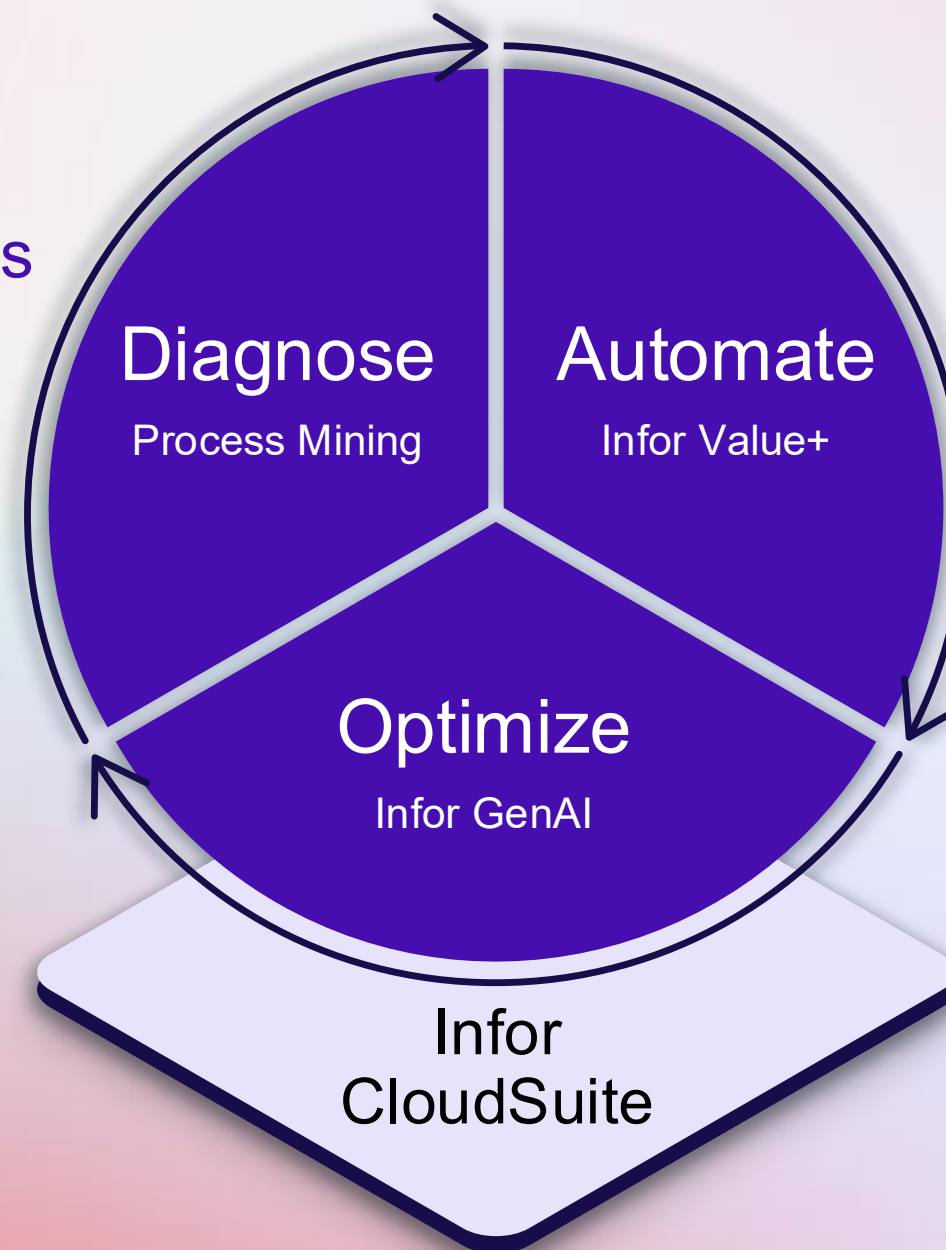 s
Diagnose
Process Mining
Automate
Infor Value+
Optimize
Infor GenAI
Infor
CloudSuite